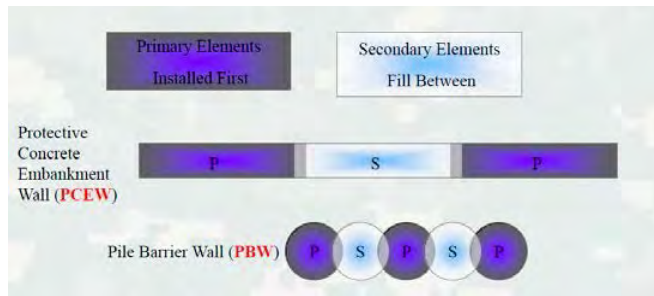 Primary Elements
Installed First
Secondary Elements
Fill Between
Protective
Concrete
Embankment
Wall (PCEW)
P S P
Pile Barrier Wall (PBW)
P S P S P